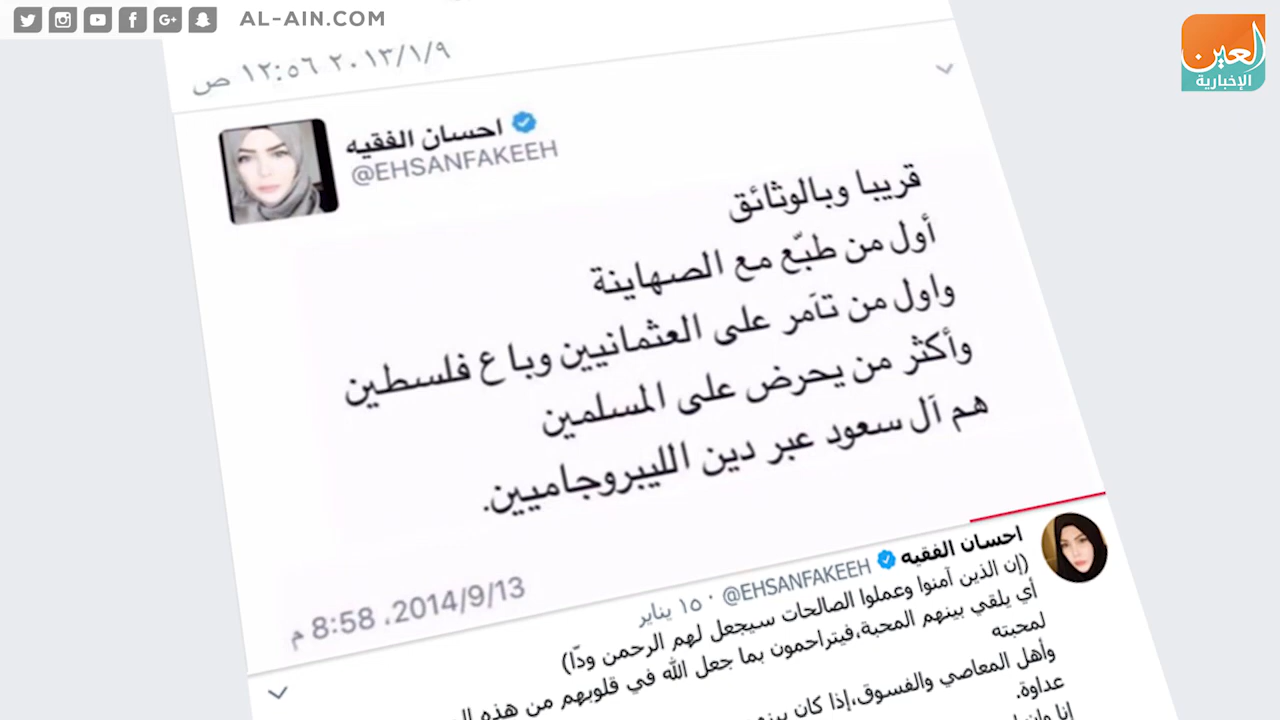 AL-AIN.COM
العين
الإخبارية
٢٠١٣/١/٩ ١٢:٥٦ ص
احسان الفقيه
@EHSANFAKEEH
قريبا وبالوثائق
أول من طبّع مع الصهاينة
واول من تآمر على العثمانيين وباع فلسطين
وأكثر من يحرض على المسلمين
هم آل سعود عبر دين الليبروجاميين.
2014/9/13، 8:58 م
احسان الفقيه @EHSANFAKEEH · ١٥ يناير
(إن الذين آمنوا وعملوا الصالحات سيجعل لهم الرحمن ودّا)
أي يلقي بينهم المحبة،فيتراحمون بما جعل الله في قلوبهم من هذه
لمحبته
وأهل المعاصي والفسوق،إذا كان
عداوة.